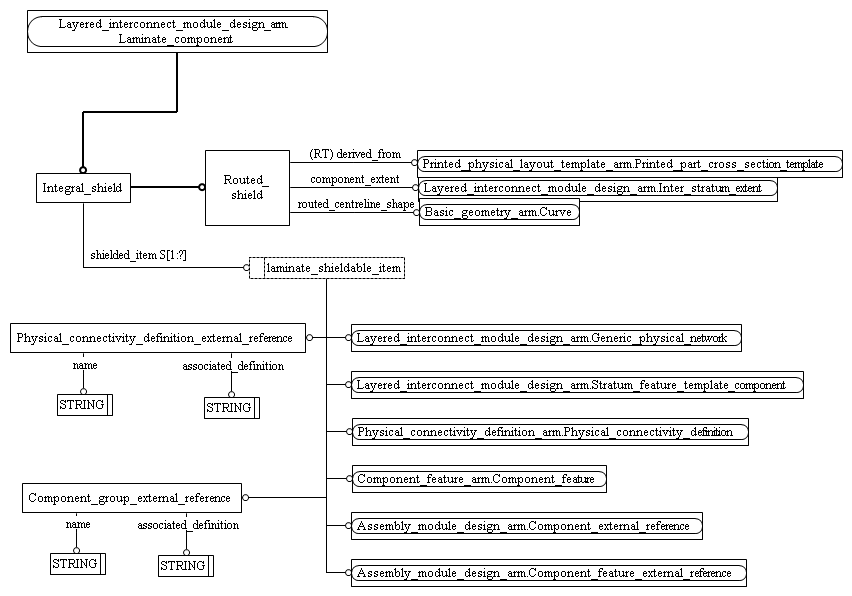 Layered_interconnect_module_design_arm.
Laminate_component
(RT) derived_from
Printed_physical_layout_template_arm.Printed_part_cross_section_template
Integral_shield
Routed_
shield
component_extent
Layered_interconnect_module_design_arm.Inter_stratum_extent
routed_centreline_shape
Basic_geometry_arm.Curve
shielded_item S[1:?]
laminate_shieldable_item
Physical_connectivity_definition_external_reference
Layered_interconnect_module_design_arm.Generic_physical_network
name
associated_definition
Layered_interconnect_module_design_arm.Stratum_feature_template_component
STRING
STRING
Physical_connectivity_definition_arm.Physical_connectivity_definition
Component_feature_arm.Component_feature
Component_group_external_reference
name
associated_definition
Assembly_module_design_arm.Component_external_reference
STRING
STRING
Assembly_module_design_arm.Component_feature_external_reference